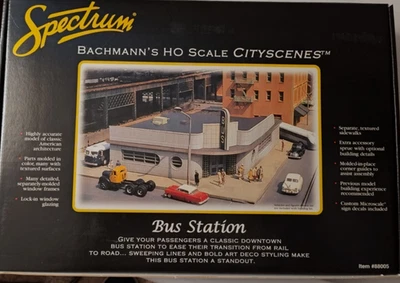 Spectrum
BACHMANN'S HO SCALE CITYSCENES™
• Highly accurate
model of classic
American
architecture
• Parts molded in
color, many with
textured surfaces
• Many detailed,
separately-molded
window frames
• Lock-in window
glazing
• Separate, textured
sidewalks
• Extra accessory
sprue with optional
building details
• Molded-in-place
corner guides to
assist assembly
• Previous model
building experience
recommended
• Custom Microscale
sign decals included
Bus Station
...GIVE YOUR PASSENGERS A CLASSIC DOWNTOWN
BUS STATION TO EASE THEIR TRANSITION FROM RAIL
TO ROAD... SWEEPING LINES AND BOLD ART DECO STYLING MAKE
THIS BUS STATION A STANDOUT.
Item #88005